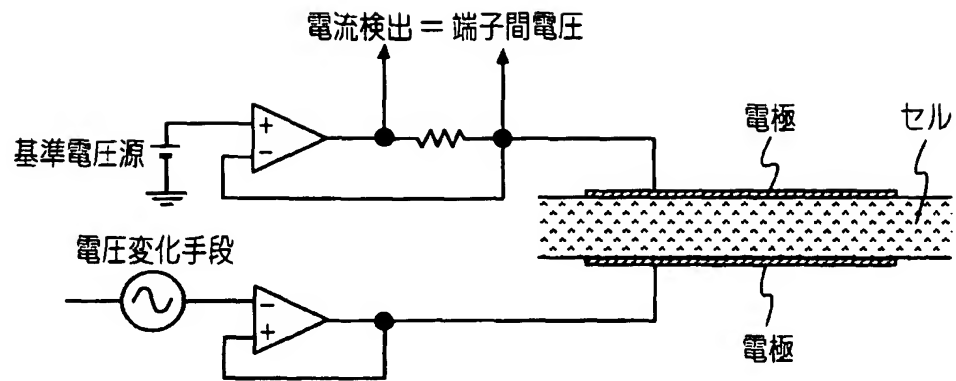 電流検出=端子間電圧
電極
セル
基準電圧源
+
-
電圧変化手段
-
+
電極